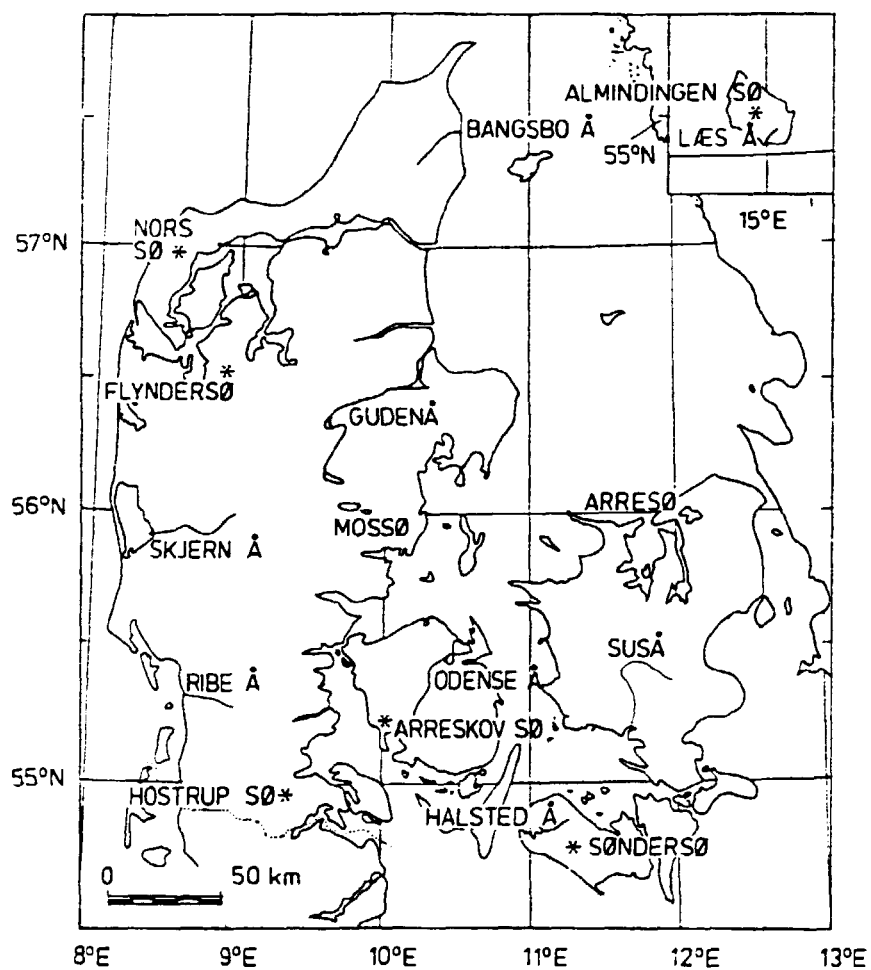 ALMINDINGEN SØ
*
BANGSBO Å
LÆS Å
55°N
15°E
NORS
SØ *
57°N
*
FLYNDERSØ
GUDENÅ
56°N
ARRESØ
MOSSØ
SKJERN Å
SUSÅ
RIBE Å
ODENSE Å
* ARRESKOV SØ
55°N
HOSTRUP SØ*
HALSTED Å
* SØNDERSØ
0 50 km
8°E 9°E 10°E 11°E 12°E 13°E